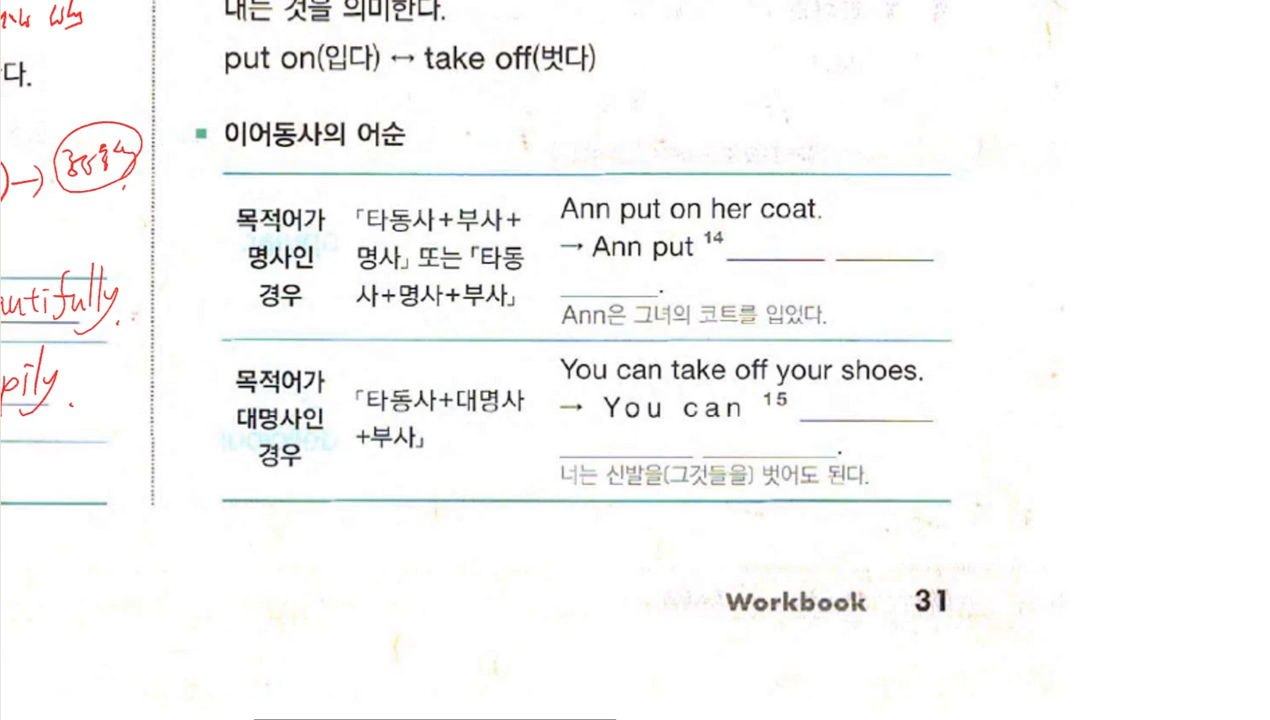 내는 것을 의미한다.
put on(입다) ↔ take off(벗다)
다.
■ 이어동사의 어순
목적어가 명사인 경우
「타동사+부사+
명사」 또는 「타동
사+명사+부사」
Ann put on her coat.
→ Ann put 14 ______ ______
______.
Ann은 그녀의 코트를 입었다.
utifully.
pily.
목적어가 대명사인 경우
「타동사+대명사
+부사」
You can take off your shoes.
→ You can 15 ______
______ ______.
너는 신발을(그것들을) 벗어도 된다.
Workbook 31